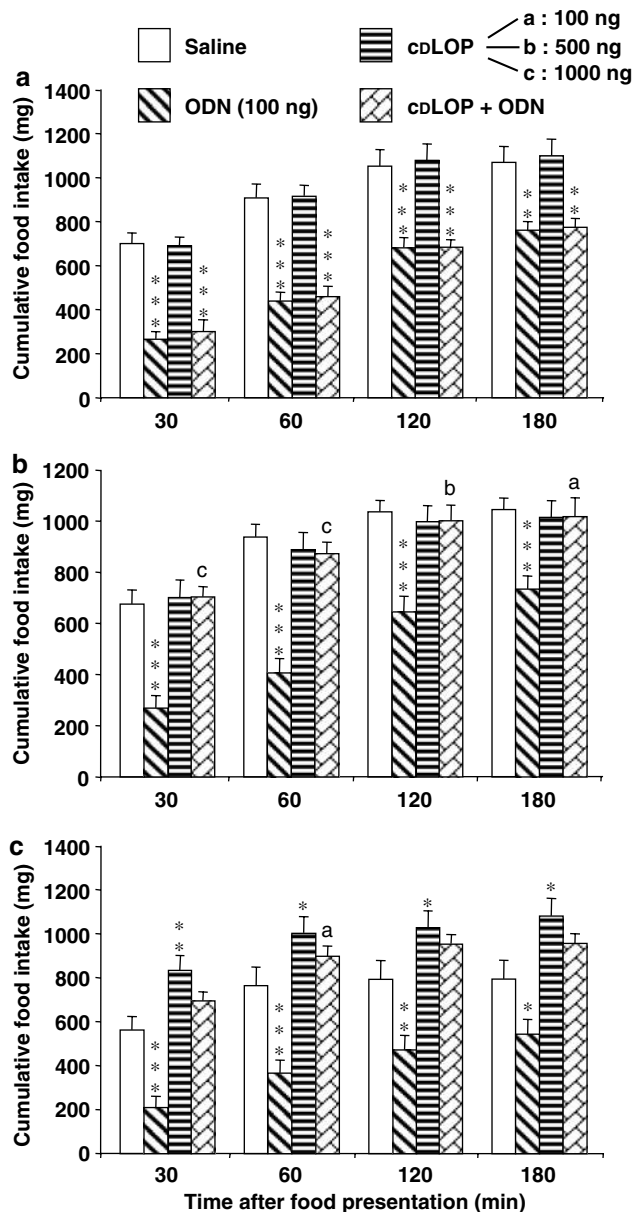 Saline
cDLOP
a : 100 ng
b : 500 ng
c : 1000 ng
ODN (100 ng)
cDLOP + ODN
a
Cumulative food intake (mg)
1400
1200
1000
800
600
400
200
0
*** *** *** *** *** *** ** **
30 60 120 180
b
Cumulative food intake (mg)
1200
1000
800
600
400
200
0
*** c *** c *** b *** a
30 60 120 180
c
Cumulative food intake (mg)
1400
1200
1000
800
600
400
200
0
*** ** *** * a ** * * *
30 60 120 180
Time after food presentation (min)